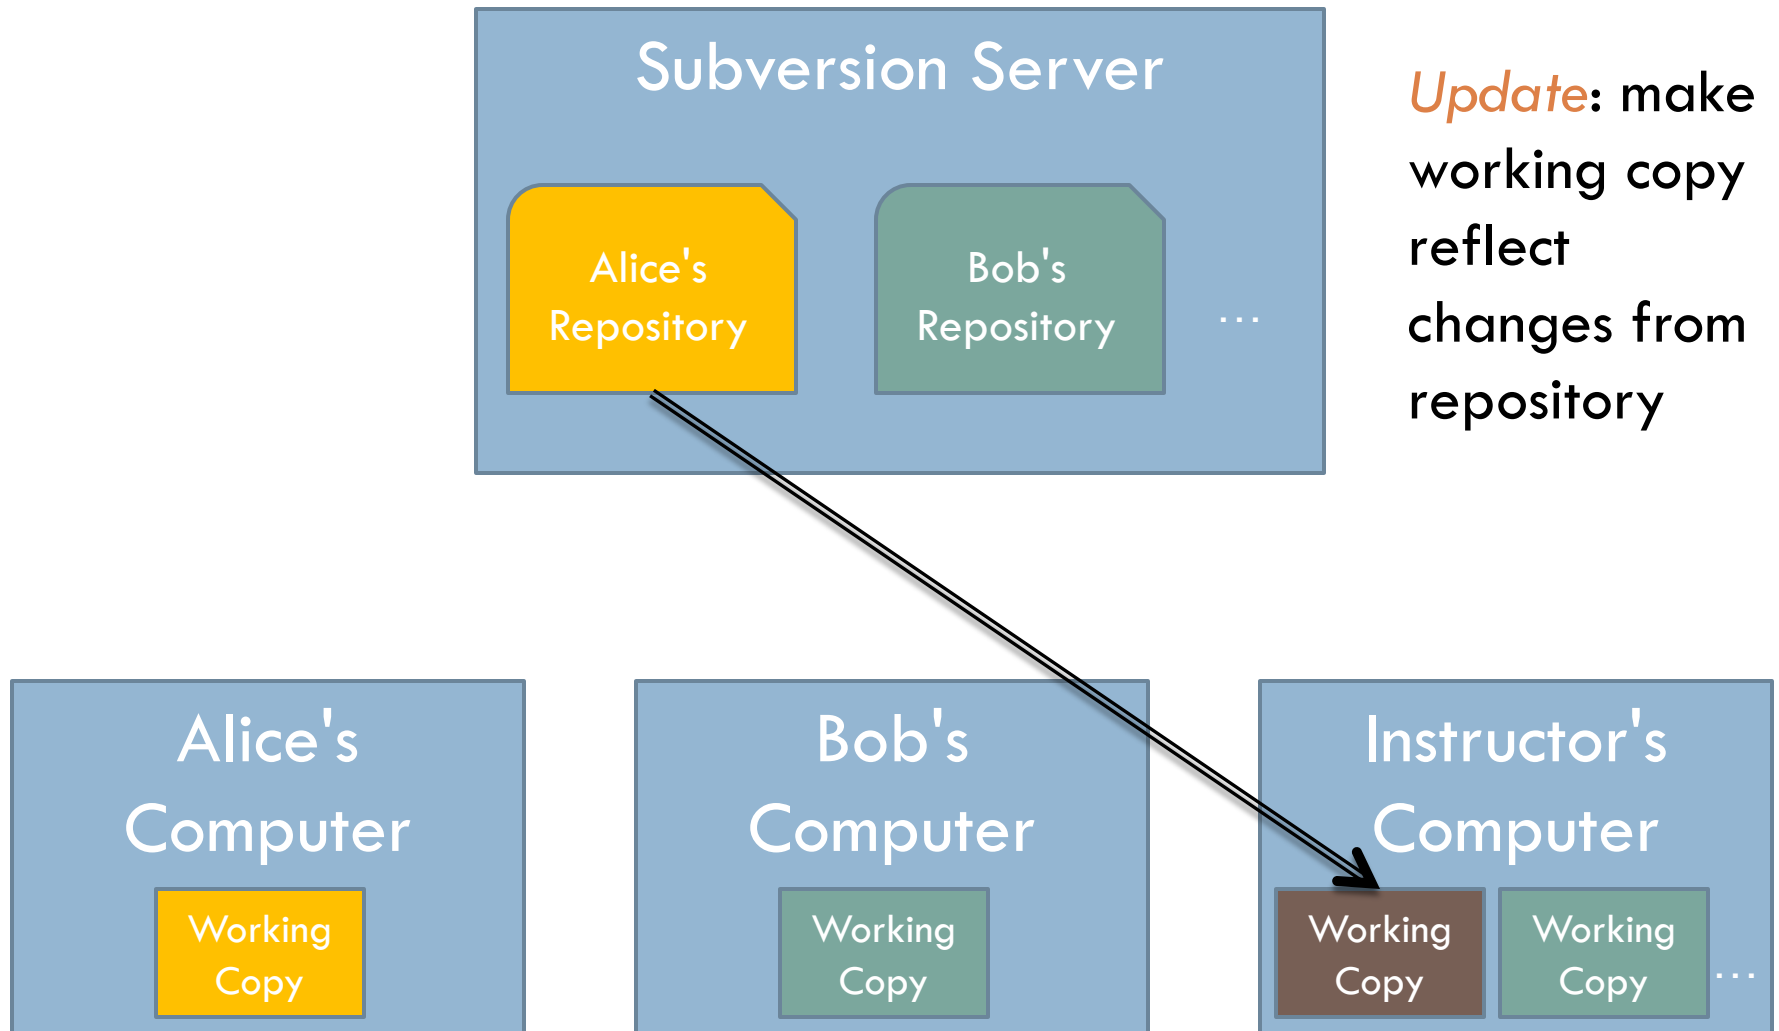 Subversion Server
Update: make
working copy
reflect
changes from
repository
Alice's
Repository
Bob's
Repository
...
Alice's
Computer
Working
Copy
Bob's
Computer
Working
Copy
Instructor's
Computer
Working
Copy
Working
Copy
...